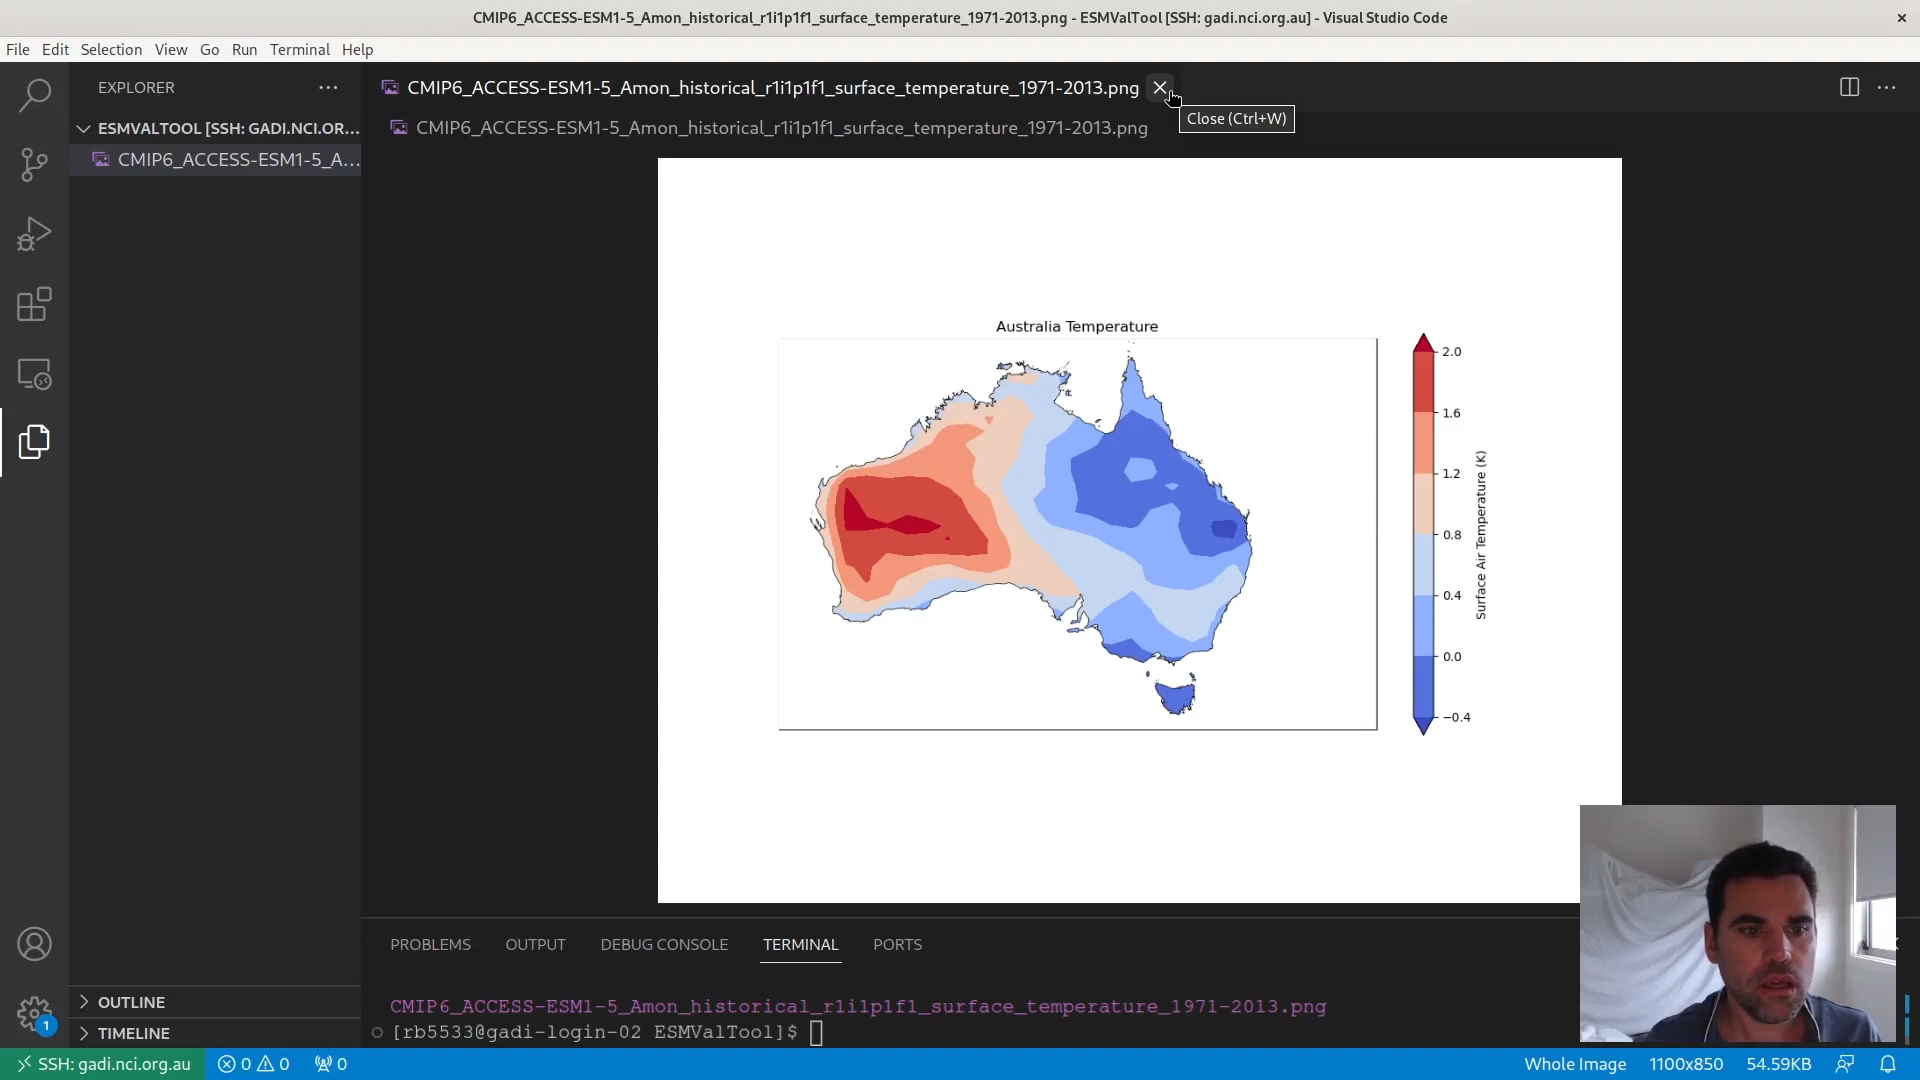 CMIP6_ACCESS-ESM1-5_Amon_historical_r1i1p1f1_surface_temperature_1971-2013.png - ESMValTool [SSH: gadi.nci.org.au] - Visual Studio Code
File Edit Selection View Go Run Terminal Help
EXPLORER
CMIP6_ACCESS-ESM1-5_Amon_historical_r1i1p1f1_surface_temperature_1971-2013.png
Close (Ctrl+W)
ESMVALTOOL [SSH: GADI.NCI.OR...
CMIP6_ACCESS-ESM1-5_Amon_historical_r1i1p1f1_surface_temperature_1971-2013.png
CMIP6_ACCESS-ESM1-5_A...
Australia Temperature
2.0
1.6
1.2
0.8
0.4
0.0
−0.4
Surface Air Temperature (K)
PROBLEMS OUTPUT DEBUG CONSOLE TERMINAL PORTS
CMIP6_ACCESS-ESM1-5_Amon_historical_r1i1p1f1_surface_temperature_1971-2013.png
[rb5533@gadi-login-02 ESMValTool]$
OUTLINE
TIMELINE
1
SSH: gadi.nci.org.au 0 0 0 Whole Image 1100x850 54.59KB